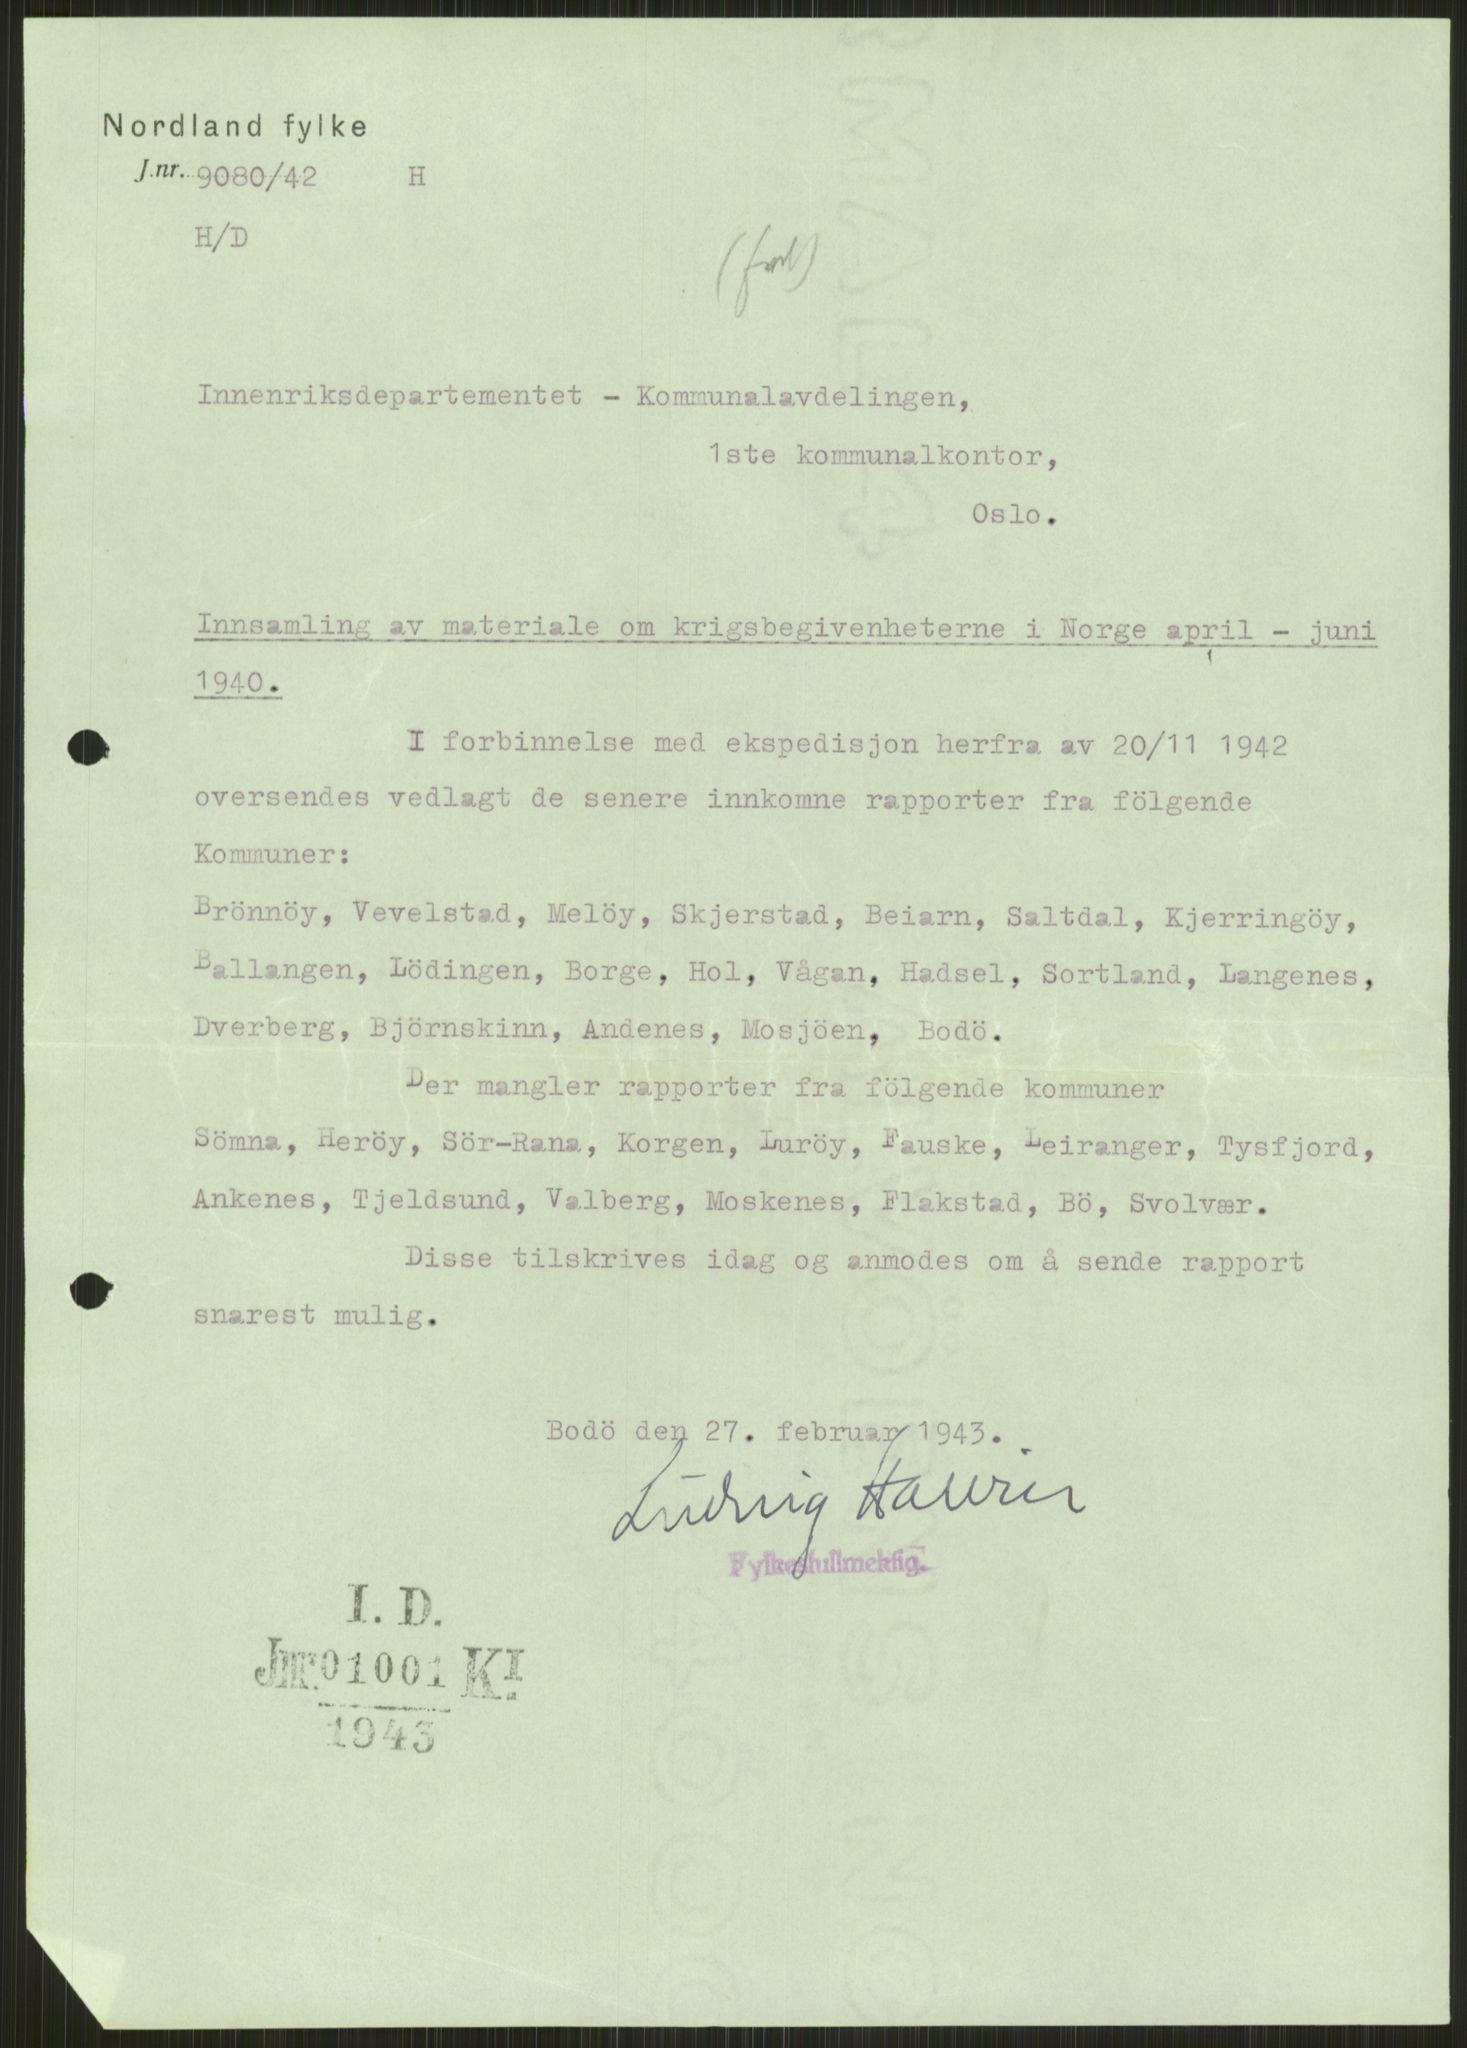 Nordland fylke
J.nr. 9080/42 H
H/D
Innenriksdepartementet - Kommunalavdelingen,
1ste kommunalkontor,
Oslo.
Innsamling av materiale om krigsbegivenheterne i Norge april - juni
1940.
I forbinnelse med ekspedisjon herfra av 20/11 1942
oversendes vedlagt de senere innkomne rapporter fra fölgende
Kommuner:
Brönnöy, Vevelstad, Melöy, Skjerstad, Beiarn, Saltdal, Kjerringöy,
Ballangen, Lödingen, Borge, Hol, Vågan, Hadsel, Sortland, Langenes,
Dverberg, Björnskinn, Andenes, Mosjöen, Bodö.
Der mangler rapporter fra fölgende kommuner
Sömna, Heröy, Sör-Rana, Korgen, Luröy, Fauske, Leiranger, Tysfjord,
Ankenes, Tjeldsund, Valberg, Moskenes, Flakstad, Bö, Svolvær.
Disse tilskrives idag og anmodes om å sende rapport
snarest mulig.
Bodö den 27. februar 1943.
Ludvig
Fylkesfullmektig.
I. D.
Jnr. 01001 KI.
1943